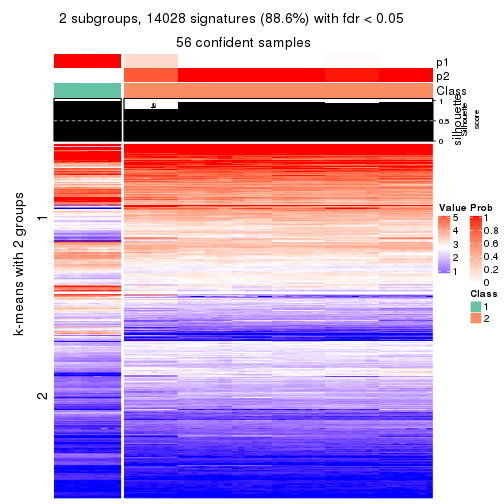 2 subgroups, 14028 signatures (88.6%) with fdr < 0.05
56 confident samples
p1
p2
Class
1
0.5
0
silhouette
Silhouette
score
k-means with 2 groups
1
2
Value
5
4
3
2
1
Prob
1
0.8
0.6
0.4
0.2
0
Class
1
2